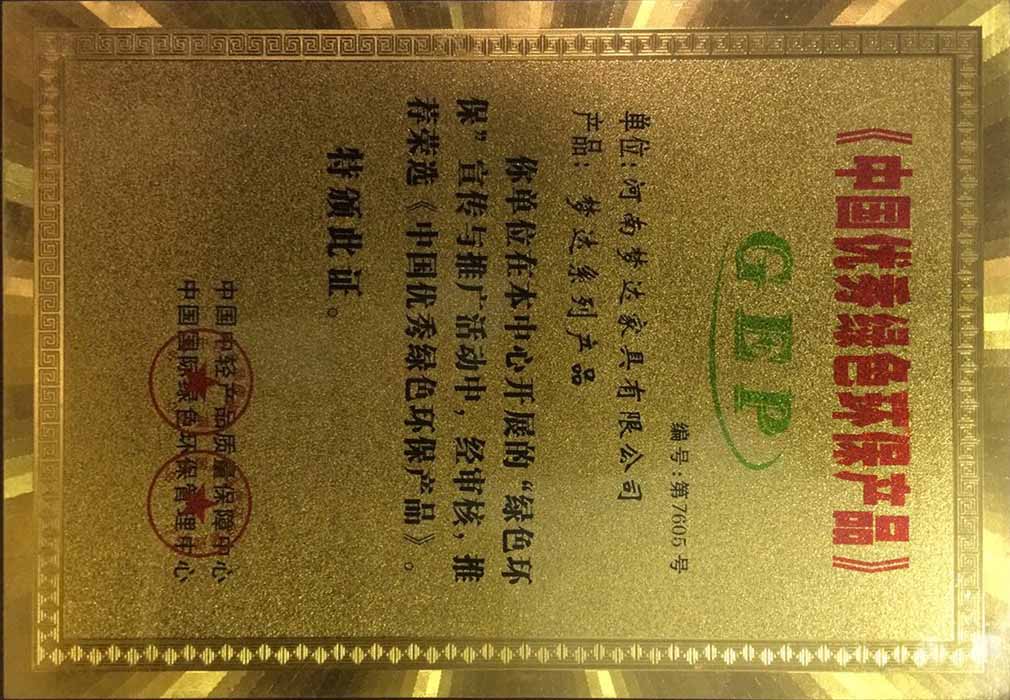 《中国优秀绿色环保产品》
GEP
编号：第7605号
单位：河南梦达家具有限公司
产品：梦达系列产品
你单位在本中心开展的“绿色环
保”宣传与推广活动中，经审核，推
荐荣选《中国优秀绿色环保产品》。
特颁此证。
中国中轻产品质量保障中心
中国国际绿色环保管理中心